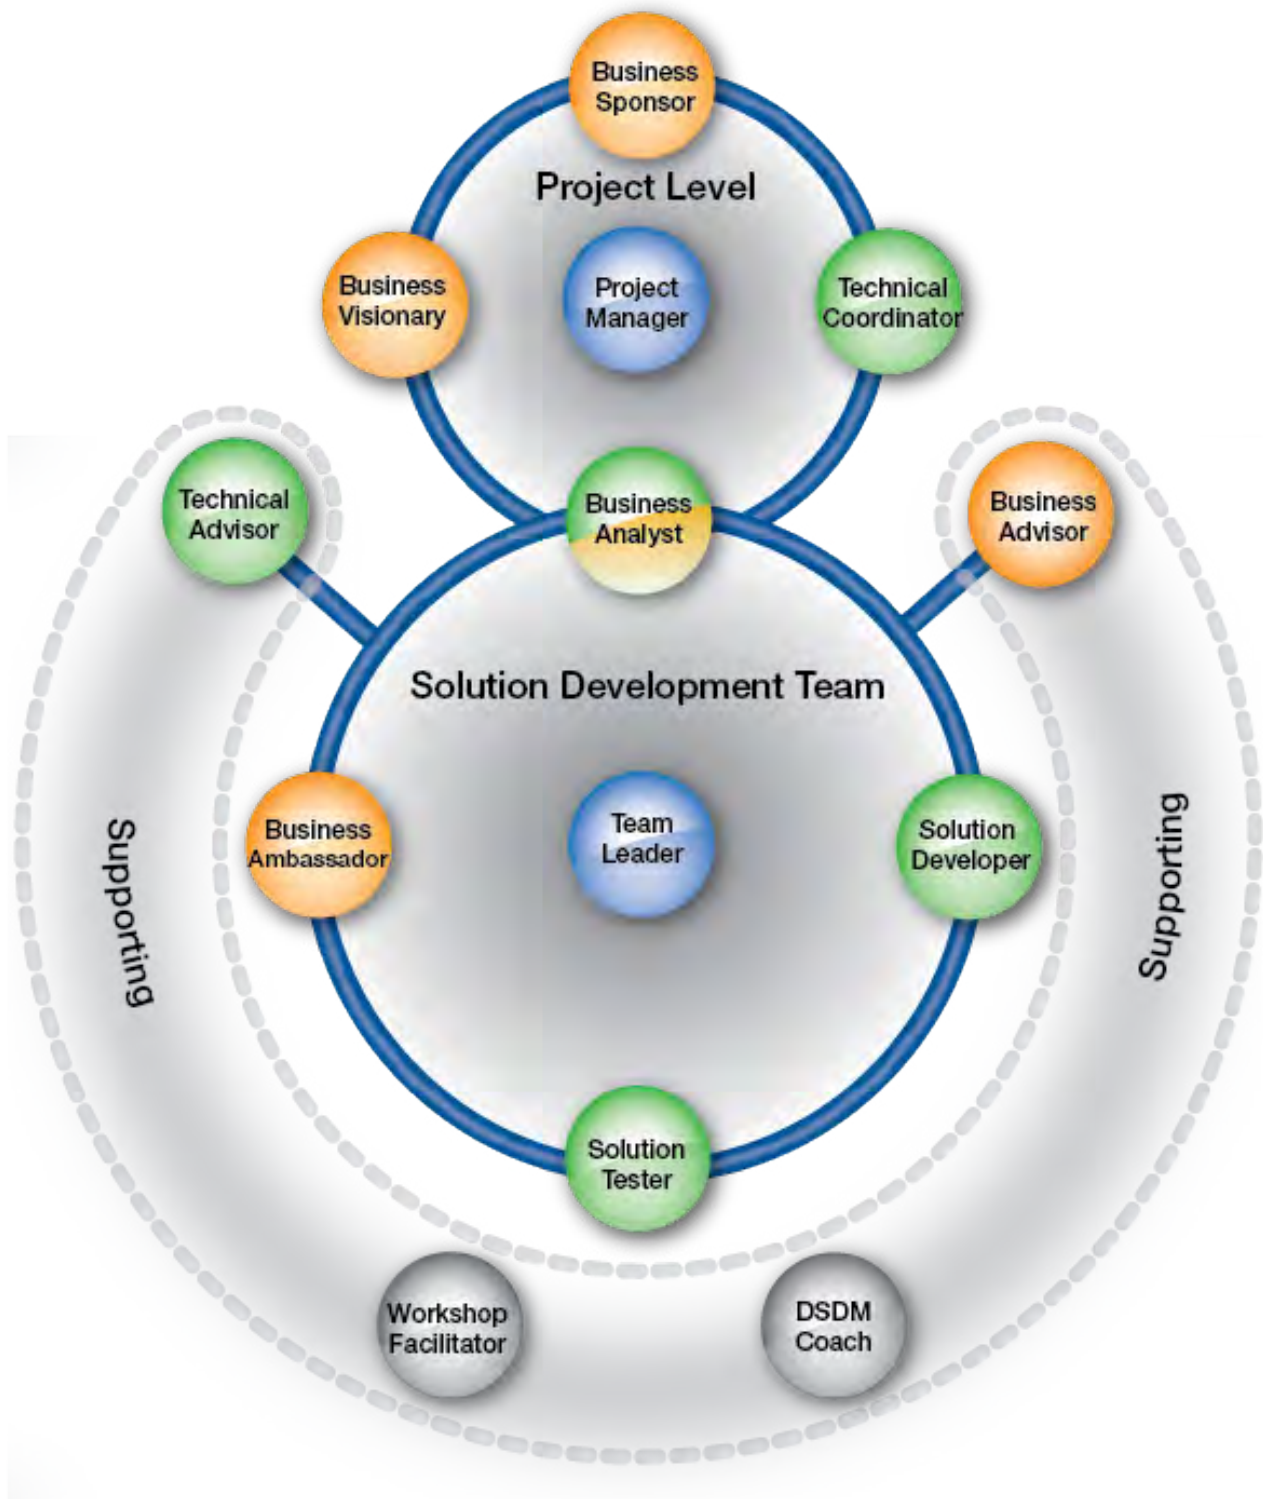 Business
Sponsor
Project Level
Business
Visionary
Project
Manager
Technical
Coordinator
Technical
Advisor
Business
Analyst
Business
Advisor
Solution Development Team
Business
Ambassador
Team
Leader
Solution
Developer
Supporting
Supporting
Solution
Tester
Workshop
Facilitator
DSDM
Coach